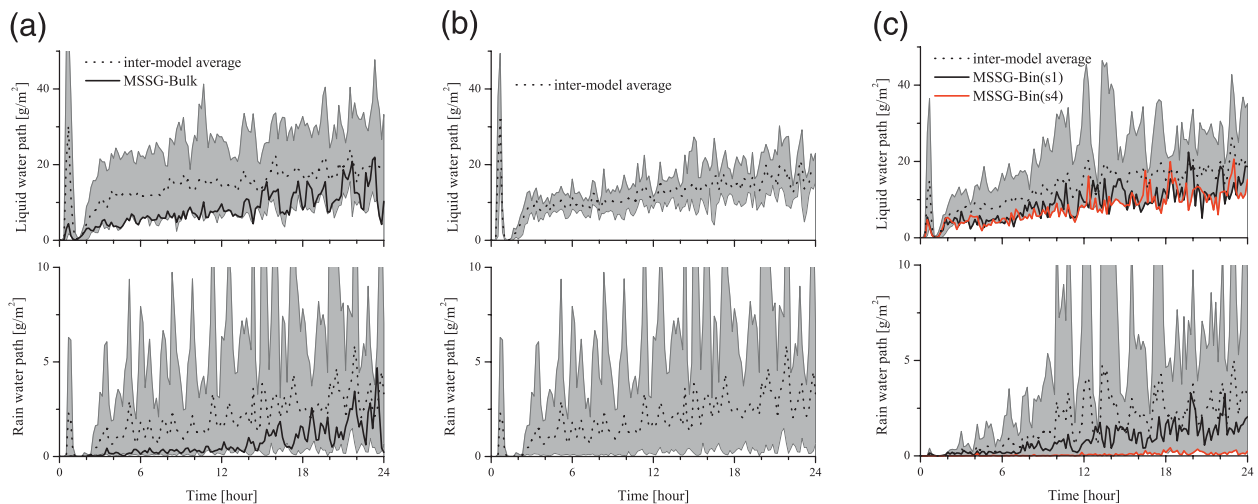 (a)
(b)
(c)
inter-model average
MSSG-Bulk
Liquid water path [g/m²]
40
20
0
Rain water path [g/m²]
10
5
0
0 6 12 18 24
Time [hour]
inter-model average
Liquid water path [g/m²]
40
20
0
Rain water path [g/m²]
10
5
0
0 6 12 18 24
Time [hour]
inter-model average
MSSG-Bin(s1)
MSSG-Bin(s4)
Liquid water path [g/m²]
40
20
0
Rain water path [g/m²]
10
5
0
0 6 12 18 24
Time [hour]